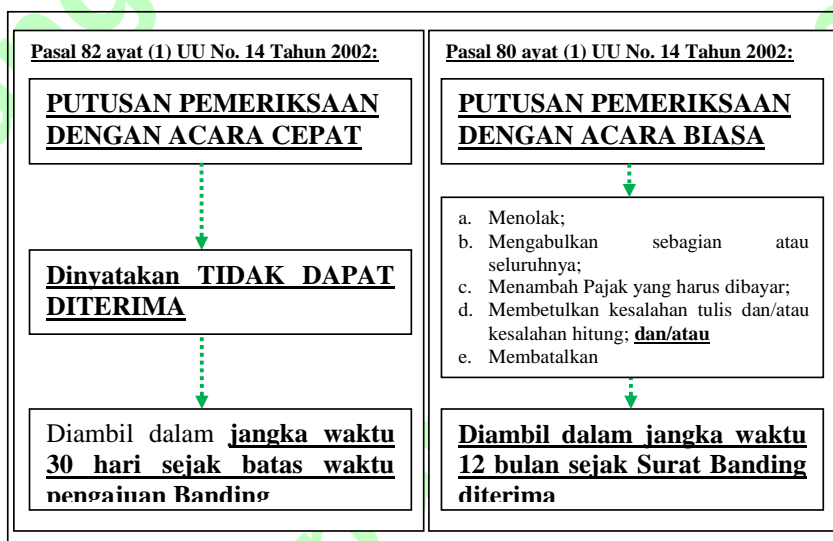 Pasal 82 ayat (1) UU No. 14 Tahun 2002:
PUTUSAN PEMERIKSAAN
DENGAN ACARA CEPAT
Dinyatakan TIDAK DAPAT
DITERIMA
Diambil dalam jangka waktu
30 hari sejak batas waktu
pengajuan Banding
Pasal 80 ayat (1) UU No. 14 Tahun 2002:
PUTUSAN PEMERIKSAAN
DENGAN ACARA BIASA
a. Menolak;
b. Mengabulkan sebagian atau
seluruhnya;
c. Menambah Pajak yang harus dibayar;
d. Membetulkan kesalahan tulis dan/atau
kesalahan hitung; dan/atau
e. Membatalkan
Diambil dalam jangka waktu
12 bulan sejak Surat Banding
diterima